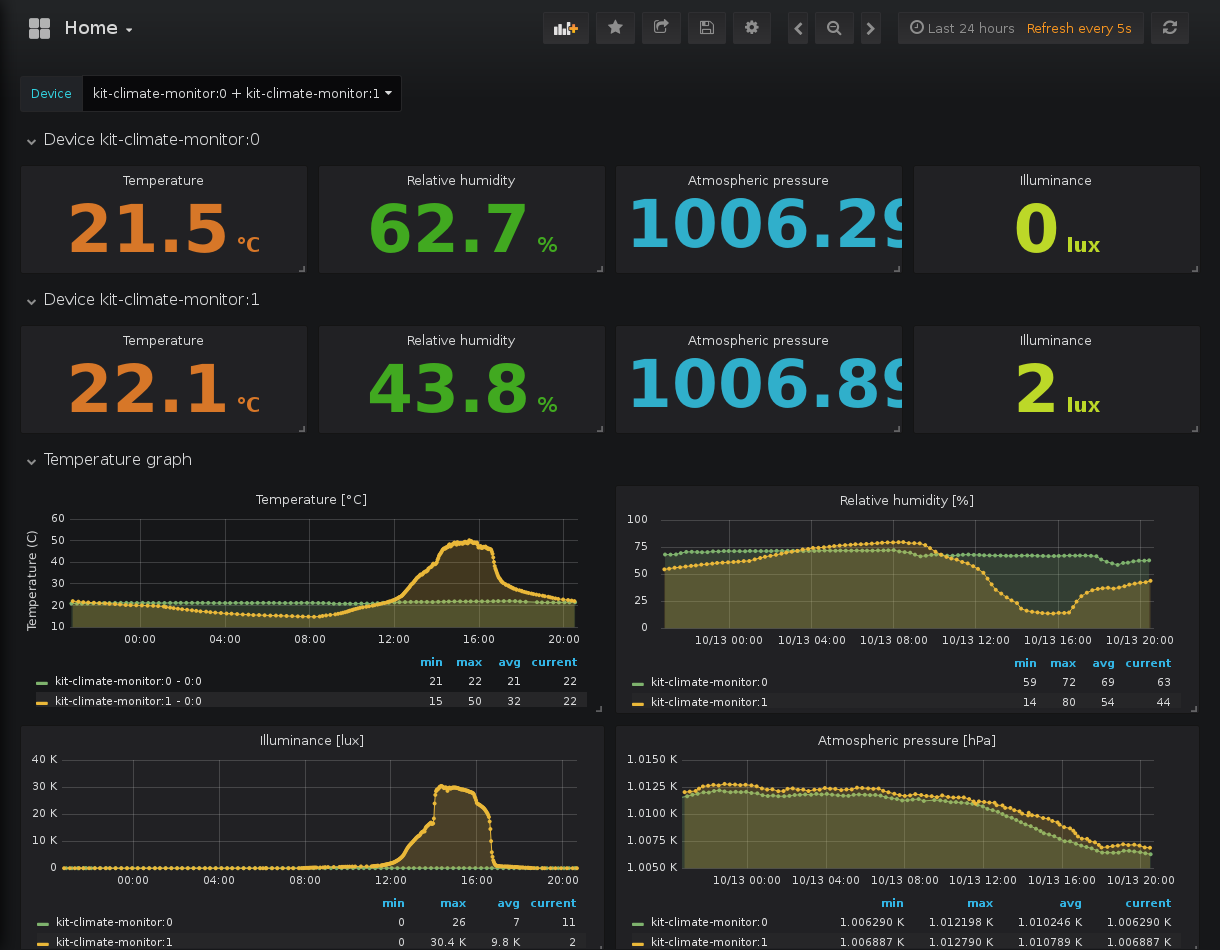 Home
Last 24 hours Refresh every 5s
Device kit-climate-monitor:0 + kit-climate-monitor:1
Device kit-climate-monitor:0
Temperature Relative humidity Atmospheric pressure Illuminance
21.5 °C 62.7 % 1006.29 0 lux
Device kit-climate-monitor:1
Temperature Relative humidity Atmospheric pressure Illuminance
22.1 °C 43.8 % 1006.89 2 lux
Temperature graph
Temperature [°C]
Temperature (C)
60
50
40
30
20
10
00:00 04:00 08:00 12:00 16:00 20:00
min max avg current
kit-climate-monitor:0 - 0:0 21 22 21 22
kit-climate-monitor:1 - 0:0 15 50 32 22
Relative humidity [%]
100
75
50
25
0
10/13 00:00 10/13 04:00 10/13 08:00 10/13 12:00 10/13 16:00 10/13 20:00
min max avg current
kit-climate-monitor:0 59 72 69 63
kit-climate-monitor:1 14 80 54 44
Illuminance [lux]
40 K
30 K
20 K
10 K
0
00:00 04:00 08:00 12:00 16:00 20:00
min max avg current
kit-climate-monitor:0 0 26 7 11
kit-climate-monitor:1 0 30.4 K 9.8 K 2
Atmospheric pressure [hPa]
1.0150 K
1.0125 K
1.0100 K
1.0075 K
1.0050 K
10/13 00:00 10/13 04:00 10/13 08:00 10/13 12:00 10/13 16:00 10/13 20:00
min max avg current
kit-climate-monitor:0 1.006290 K 1.012198 K 1.010246 K 1.006290 K
kit-climate-monitor:1 1.006887 K 1.012790 K 1.010789 K 1.006887 K